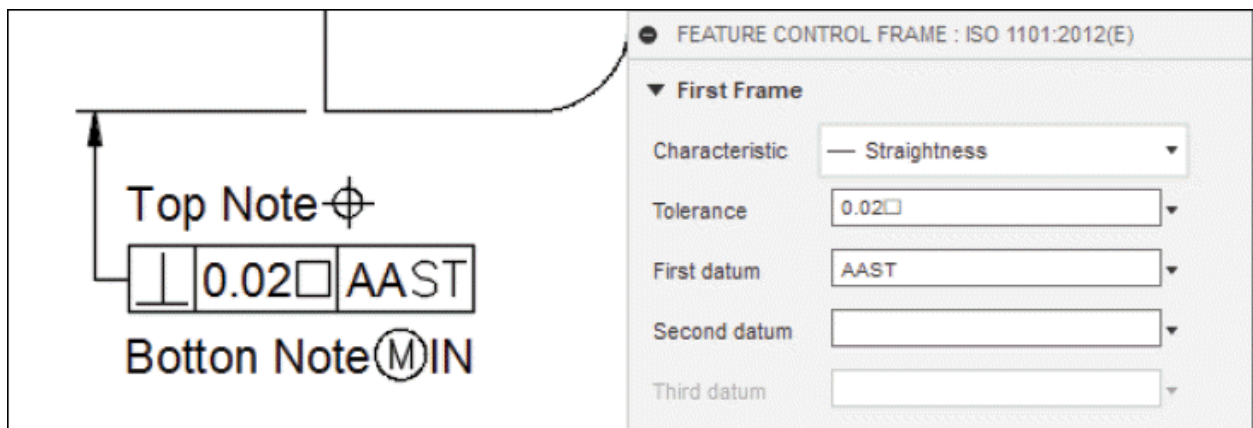 Top Note⌖
⟂ 0.02□ AAST
Botton NoteⓂIN
FEATURE CONTROL FRAME : ISO 1101:2012(E)
▼ First Frame
Characteristic — Straightness
Tolerance 0.02□
First datum AAST
Second datum
Third datum